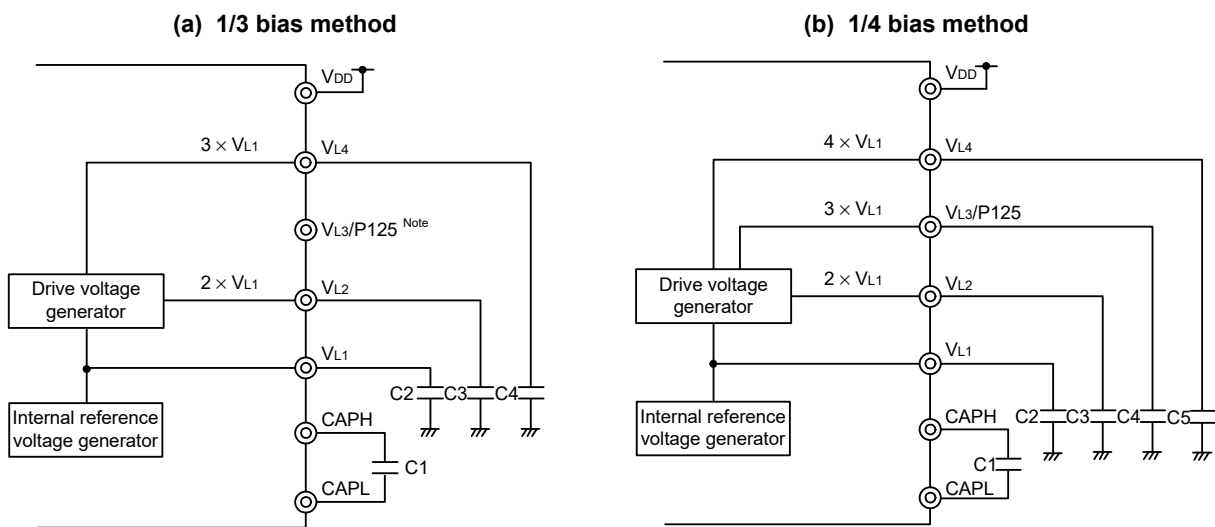 (a) 1/3 bias method
VDD
3 × VL1
VL4
VL3/P125 Note
Drive voltage
generator
2 × VL1
VL2
VL1
C2
C3
C4
Internal reference
voltage generator
CAPH
C1
CAPL
(b) 1/4 bias method
VDD
4 × VL1
VL4
3 × VL1
VL3/P125
Drive voltage
generator
2 × VL1
VL2
VL1
C2
C3
C4
C5
Internal reference
voltage generator
CAPH
C1
CAPL